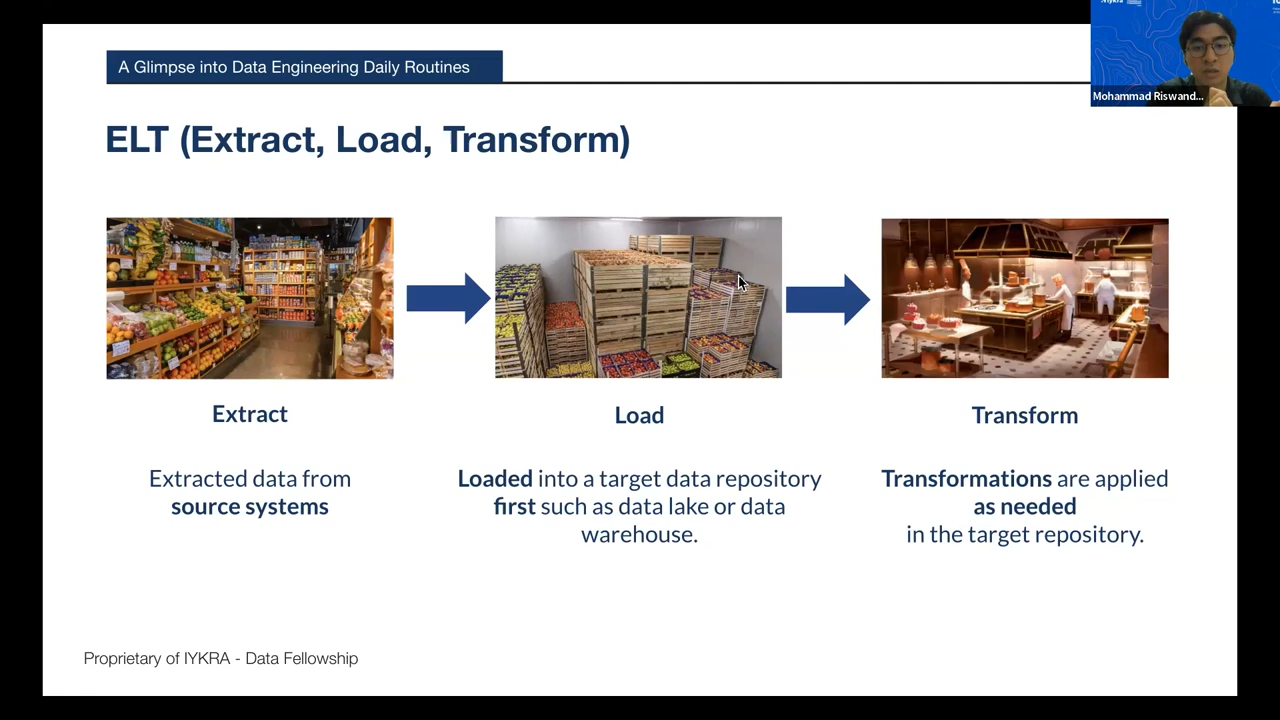 A Glimpse into Data Engineering Daily Routines
Mohammad Riswand...
ELT (Extract, Load, Transform)
Extract
Load
Transform
Extracted data from
source systems
Loaded into a target data repository
first such as data lake or data
warehouse.
Transformations are applied
as needed
in the target repository.
Proprietary of IYKRA - Data Fellowship